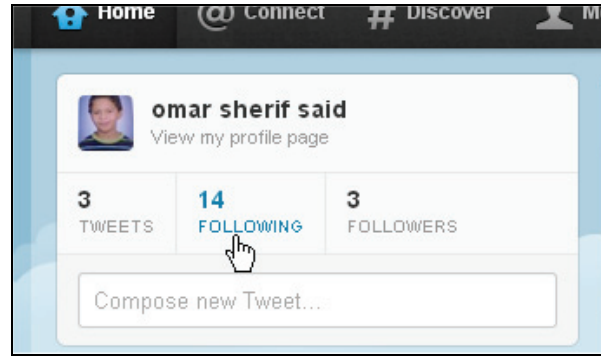 Home @ Connect # Discover
omar sherif said
View my profile page
3 14 3
TWEETS FOLLOWING FOLLOWERS
Compose new Tweet...